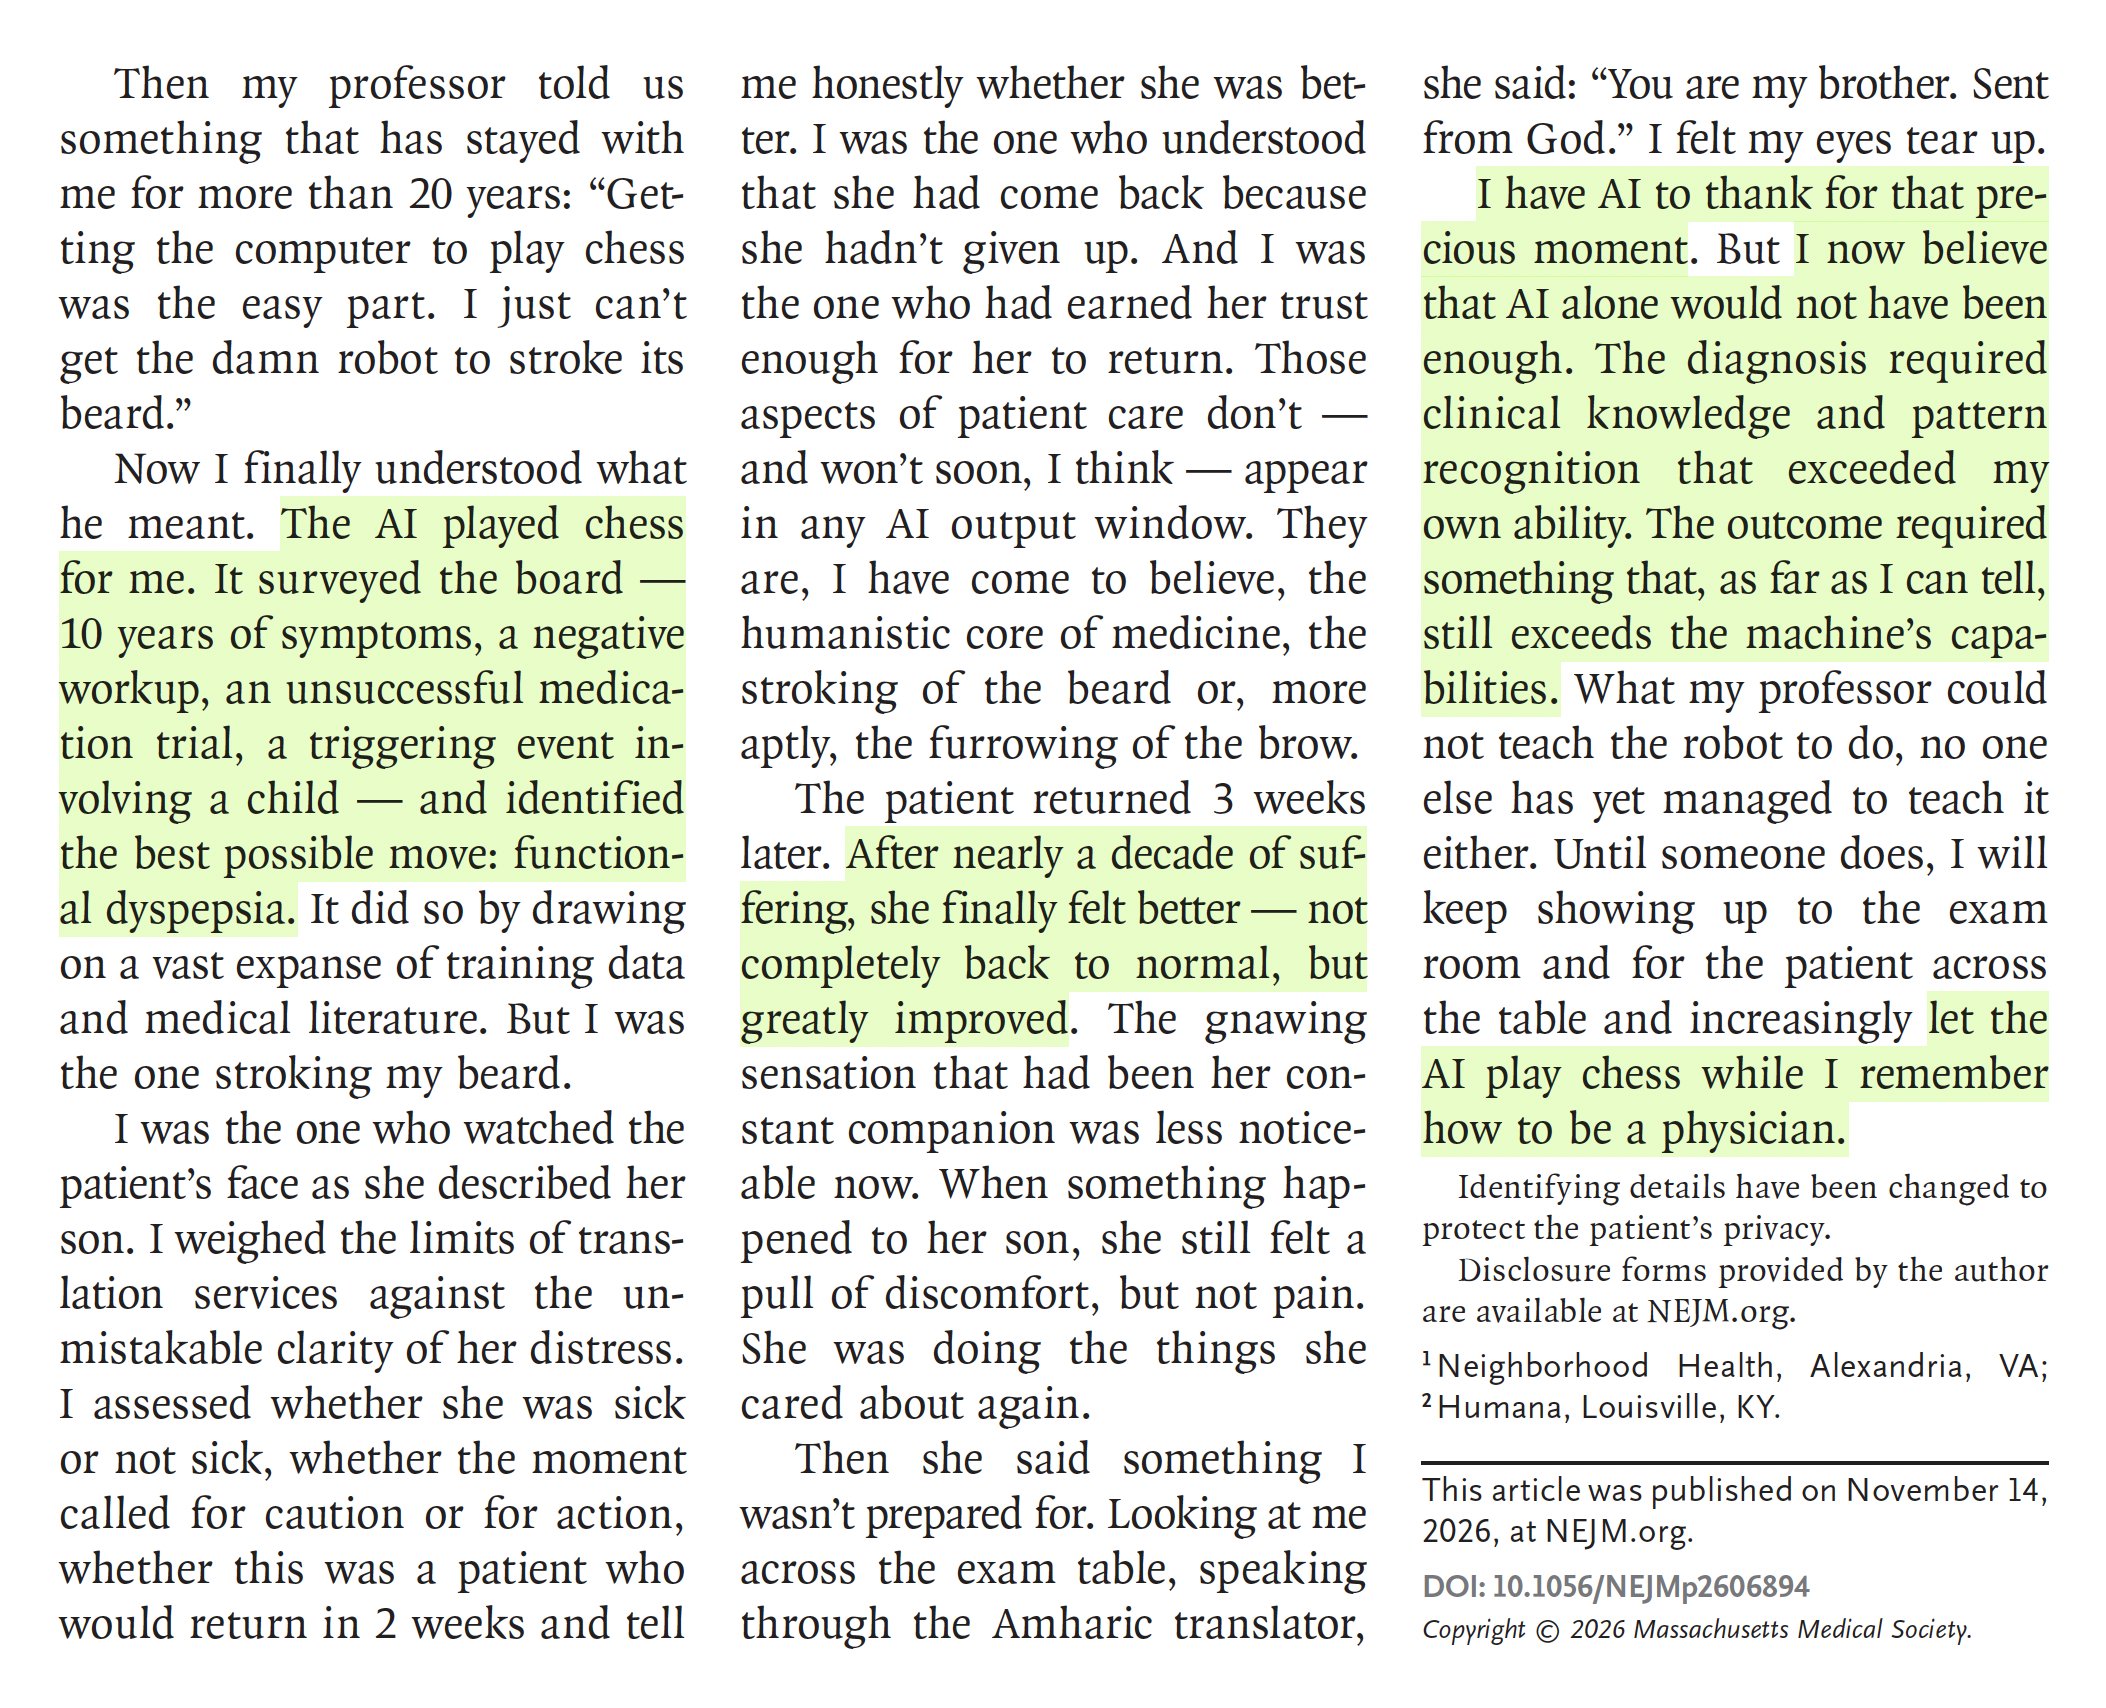 Then my professor told us
something that has stayed with
me for more than 20 years: “Get-
ting the computer to play chess
was the easy part. I just can’t
get the damn robot to stroke its
beard.”
Now I finally understood what
he meant. The AI played chess
for me. It surveyed the board —
10 years of symptoms, a negative
workup, an unsuccessful medica-
tion trial, a triggering event in-
volving a child — and identified
the best possible move: function-
al dyspepsia. It did so by drawing
on a vast expanse of training data
and medical literature. But I was
the one stroking my beard.
I was the one who watched the
patient’s face as she described her
son. I weighed the limits of trans-
lation services against the un-
mistakable clarity of her distress.
I assessed whether she was sick
or not sick, whether the moment
called for caution or for action,
whether this was a patient who
would return in 2 weeks and tell
me honestly whether she was bet-
ter. I was the one who understood
that she had come back because
she hadn’t given up. And I was
the one who had earned her trust
enough for her to return. Those
aspects of patient care don’t —
and won’t soon, I think — appear
in any AI output window. They
are, I have come to believe, the
humanistic core of medicine, the
stroking of the beard or, more
aptly, the furrowing of the brow.
The patient returned 3 weeks
later. After nearly a decade of suf-
fering, she finally felt better — not
completely back to normal, but
greatly improved. The gnawing
sensation that had been her con-
stant companion was less notice-
able now. When something hap-
pened to her son, she still felt a
pull of discomfort, but not pain.
She was doing the things she
cared about again.
Then she said something I
wasn’t prepared for. Looking at me
across the exam table, speaking
through the Amharic translator,
she said: “You are my brother. Sent
from God.” I felt my eyes tear up.
I have AI to thank for that pre-
cious moment. But I now believe
that AI alone would not have been
enough. The diagnosis required
clinical knowledge and pattern
recognition that exceeded my
own ability. The outcome required
something that, as far as I can tell,
still exceeds the machine’s capa-
bilities. What my professor could
not teach the robot to do, no one
else has yet managed to teach it
either. Until someone does, I will
keep showing up to the exam
room and for the patient across
the table and increasingly let the
AI play chess while I remember
how to be a physician.
Identifying details have been changed to
protect the patient’s privacy.
Disclosure forms provided by the author
are available at NEJM.org.
¹ Neighborhood Health, Alexandria, VA;
² Humana, Louisville, KY.
This article was published on November 14,
2026, at NEJM.org.
DOI: 10.1056/NEJMp2606894
Copyright © 2026 Massachusetts Medical Society.